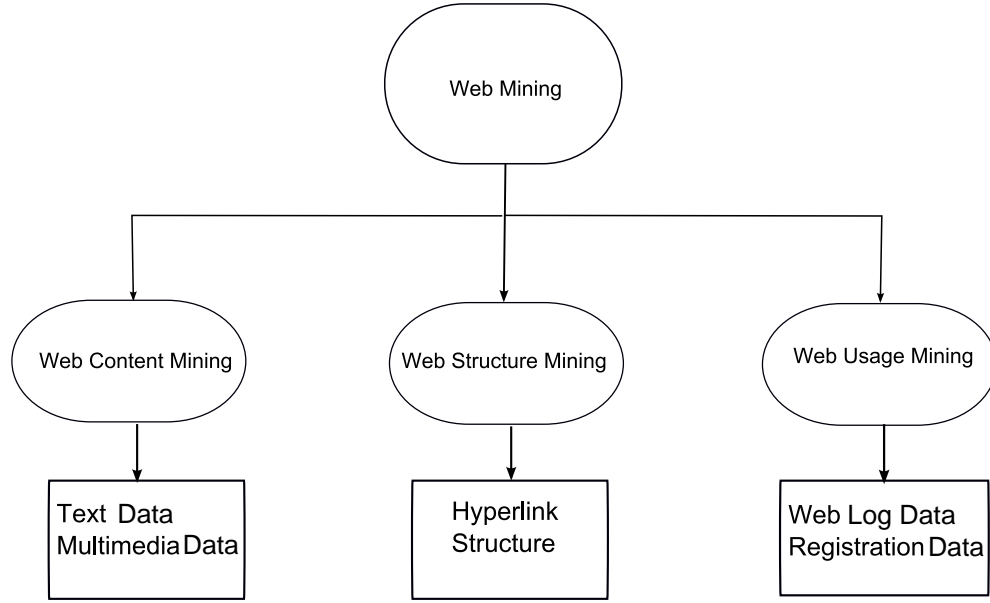 Web Mining
Web Content Mining
Web Structure Mining
Web Usage Mining
Text Data
Multimedia Data
Hyperlink
Structure
Web Log Data
Registration Data